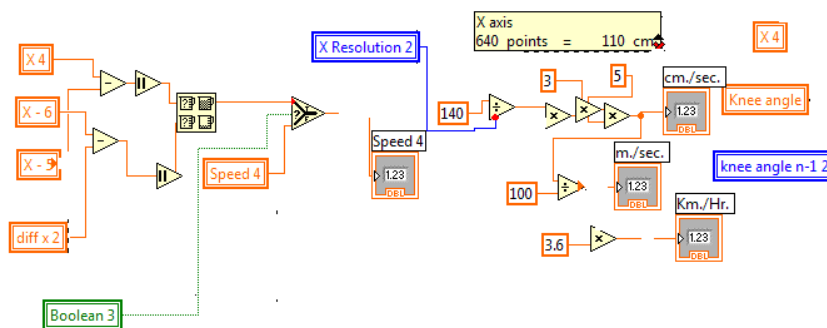 X axis
640 points = 110 cm
X 4
X 4
X Resolution 2
3
5
cm./sec.
1.23
DBL
Knee angle
X - 6
140
X - 5
Speed 4
Speed 4
1.23
DBL
m./sec.
1.23
DBL
knee angle n-1 2
100
diff x 2
Km./Hr.
1.23
DBL
3.6
Boolean 3